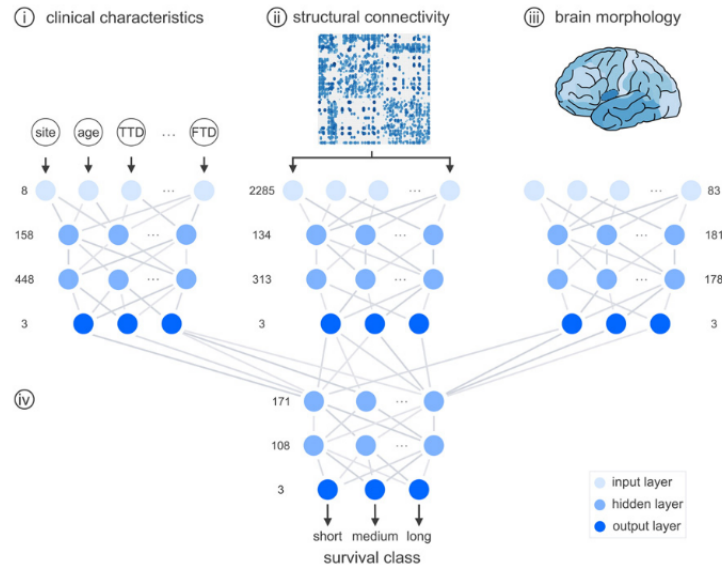 i clinical characteristics
ii structural connectivity
iii brain morphology
site age TTD ... FTD
8 ... 2285 ... ... 83
158 ... 134 ... ... 181
448 ... 313 ... ... 178
3 3 3
iv
171 ...
108 ...
3
short medium long
survival class
input layer
hidden layer
output layer